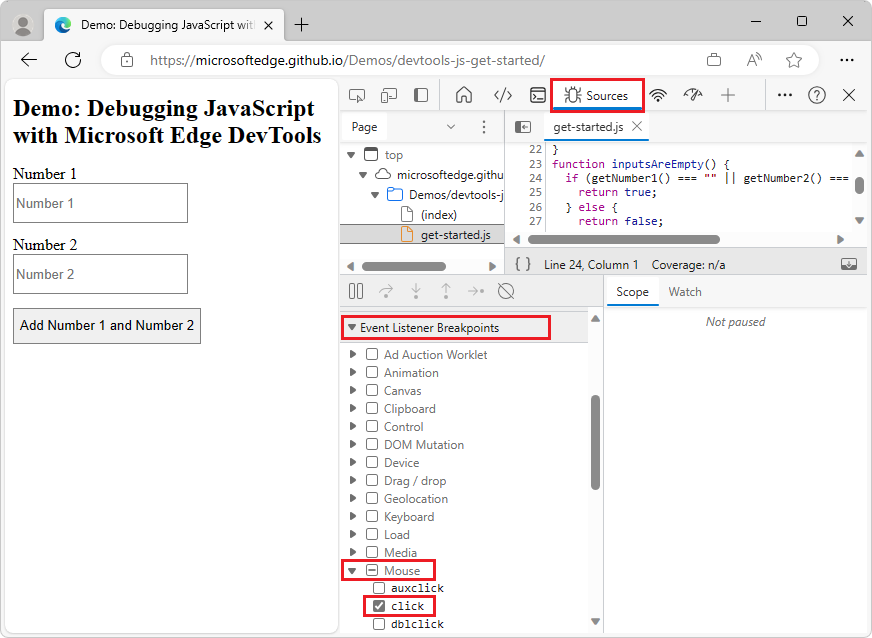 Demo: Debugging JavaScript wit
https://microsoftedge.github.io/Demos/devtools-js-get-started/
Demo: Debugging JavaScript
with Microsoft Edge DevTools
Number 1
Number 1
Number 2
Number 2
Add Number 1 and Number 2
Sources
Page
top
microsoftedge.githu
Demos/devtools-j
(index)
get-started.js
get-started.js
22 }
23 function inputsAreEmpty() {
24 if (getNumber1() === "" || getNumber2() ===
25 return true;
26 } else {
27 return false;
{ } Line 24, Column 1 Coverage: n/a
Event Listener Breakpoints
Ad Auction Worklet
Animation
Canvas
Clipboard
Control
DOM Mutation
Device
Drag / drop
Geolocation
Keyboard
Load
Media
Mouse
auxclick
click
dblclick
Scope Watch
Not paused